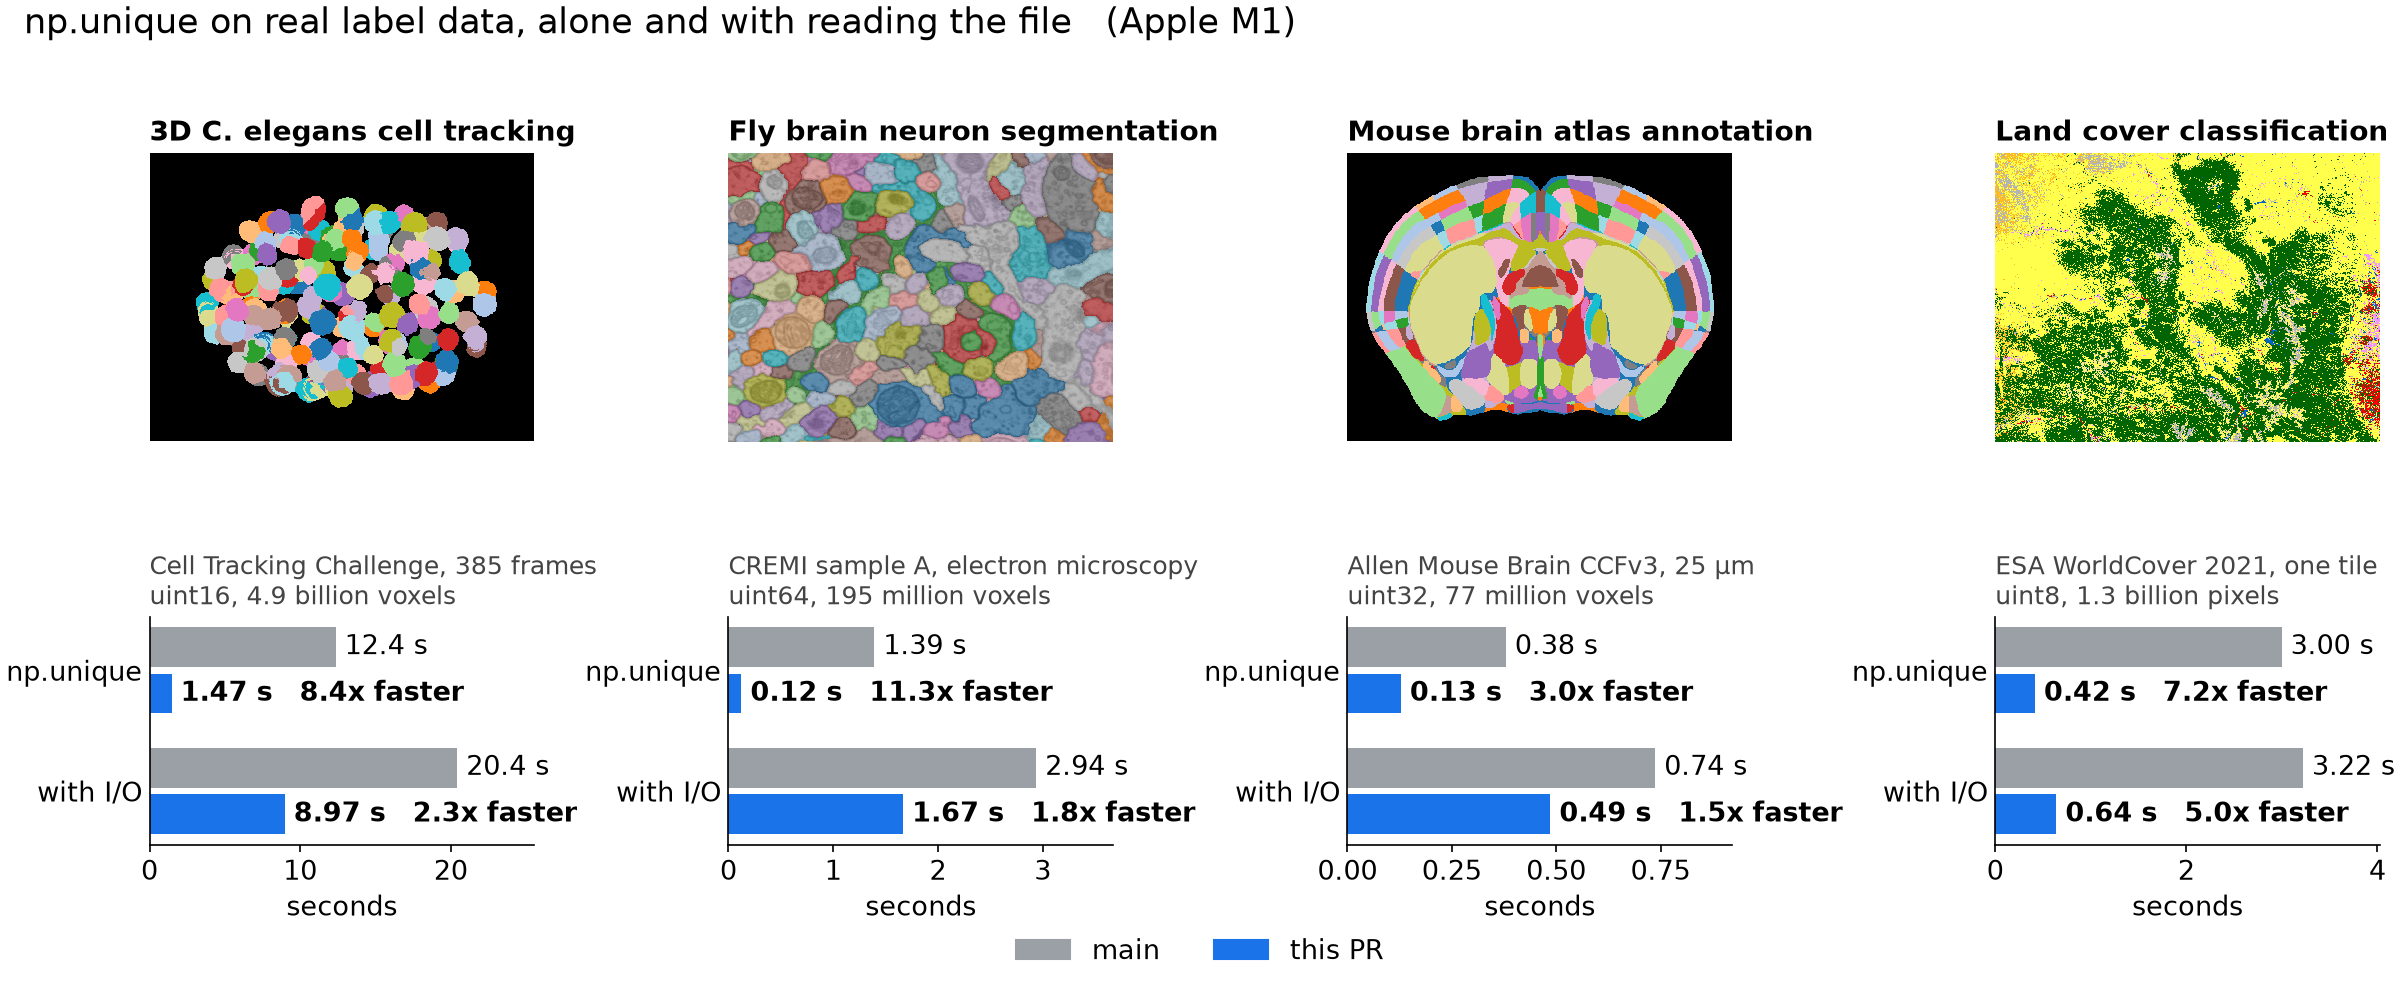 np.unique on real label data, alone and with reading the file (Apple M1)
3D C. elegans cell tracking
Fly brain neuron segmentation
Mouse brain atlas annotation
Land cover classification
Cell Tracking Challenge, 385 frames
uint16, 4.9 billion voxels
np.unique
12.4 s
1.47 s 8.4x faster
with I/O
20.4 s
8.97 s 2.3x faster
0 10 20
seconds
CREMI sample A, electron microscopy
uint64, 195 million voxels
np.unique
1.39 s
0.12 s 11.3x faster
with I/O
2.94 s
1.67 s 1.8x faster
0 1 2 3
seconds
Allen Mouse Brain CCFv3, 25 µm
uint32, 77 million voxels
np.unique
0.38 s
0.13 s 3.0x faster
with I/O
0.74 s
0.49 s 1.5x faster
0.00 0.25 0.50 0.75
seconds
ESA WorldCover 2021, one tile
uint8, 1.3 billion pixels
np.unique
3.00 s
0.42 s 7.2x faster
with I/O
3.22 s
0.64 s 5.0x faster
0 2 4
seconds
main this PR